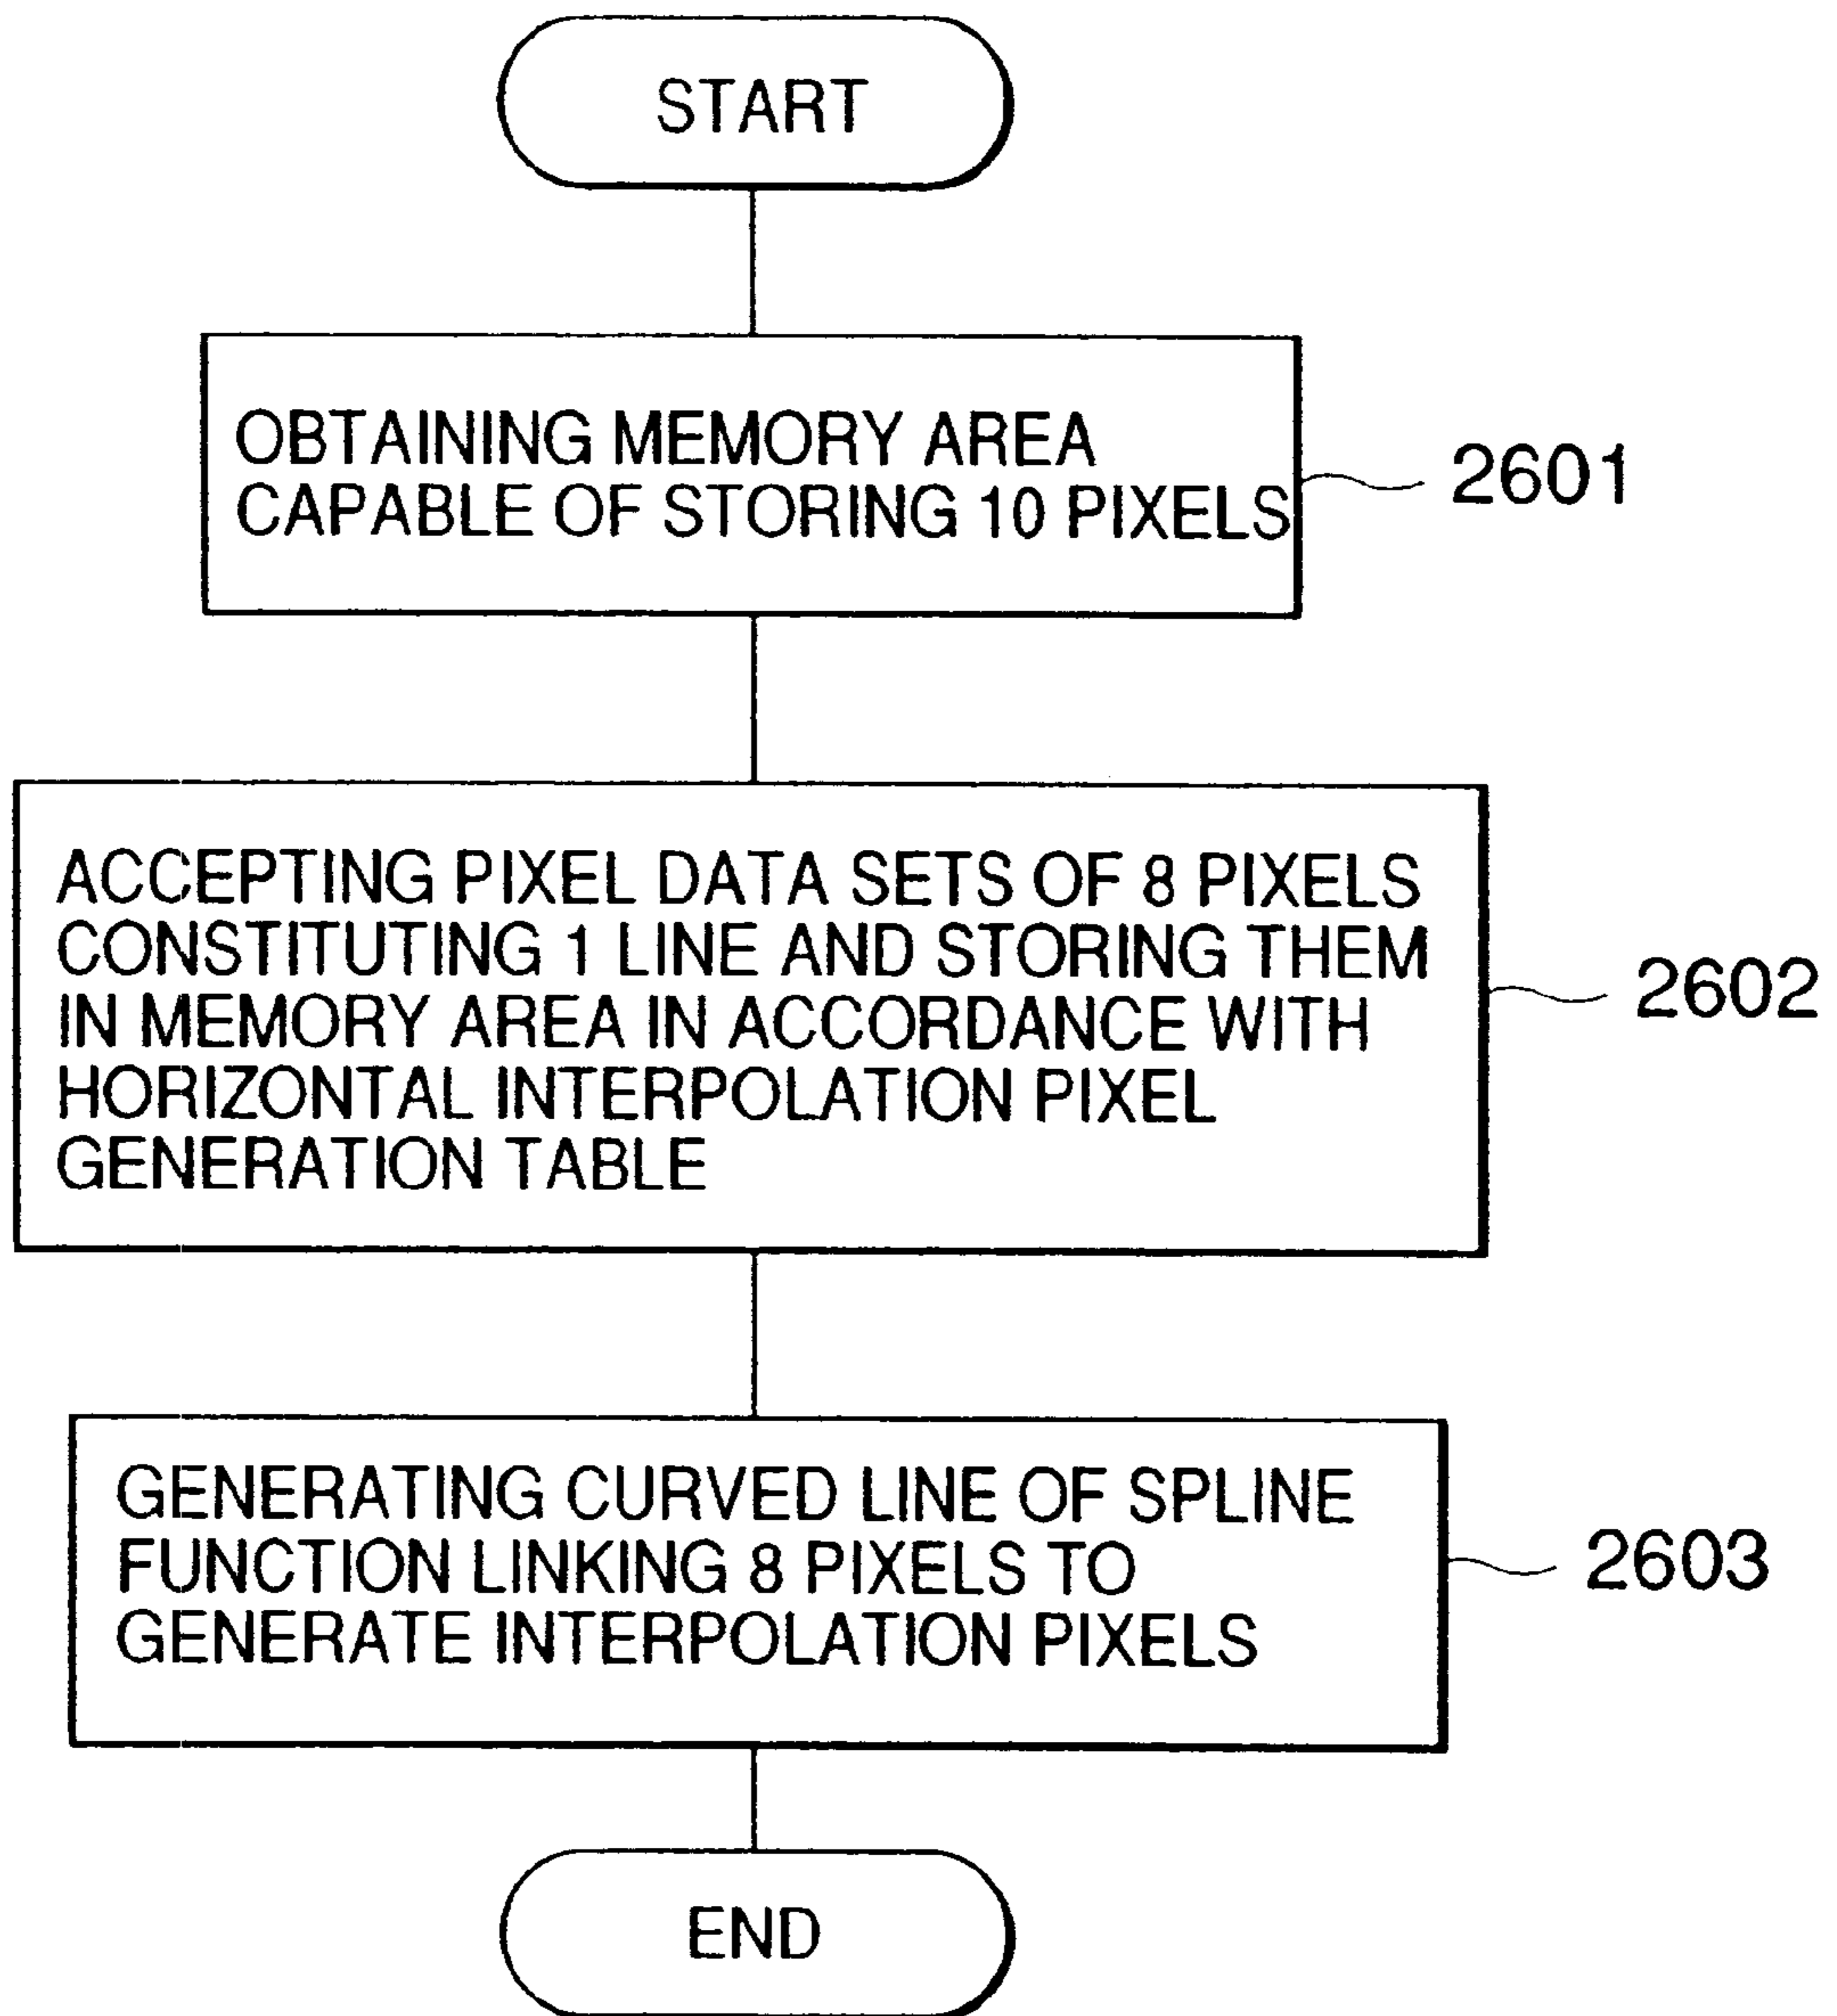 START
OBTAINING MEMORY AREA
CAPABLE OF STORING 10 PIXELS
2601
ACCEPTING PIXEL DATA SETS OF 8 PIXELS
CONSTITUTING 1 LINE AND STORING THEM
IN MEMORY AREA IN ACCORDANCE WITH
HORIZONTAL INTERPOLATION PIXEL
GENERATION TABLE
2602
GENERATING CURVED LINE OF SPLINE
FUNCTION LINKING 8 PIXELS TO
GENERATE INTERPOLATION PIXELS
2603
END